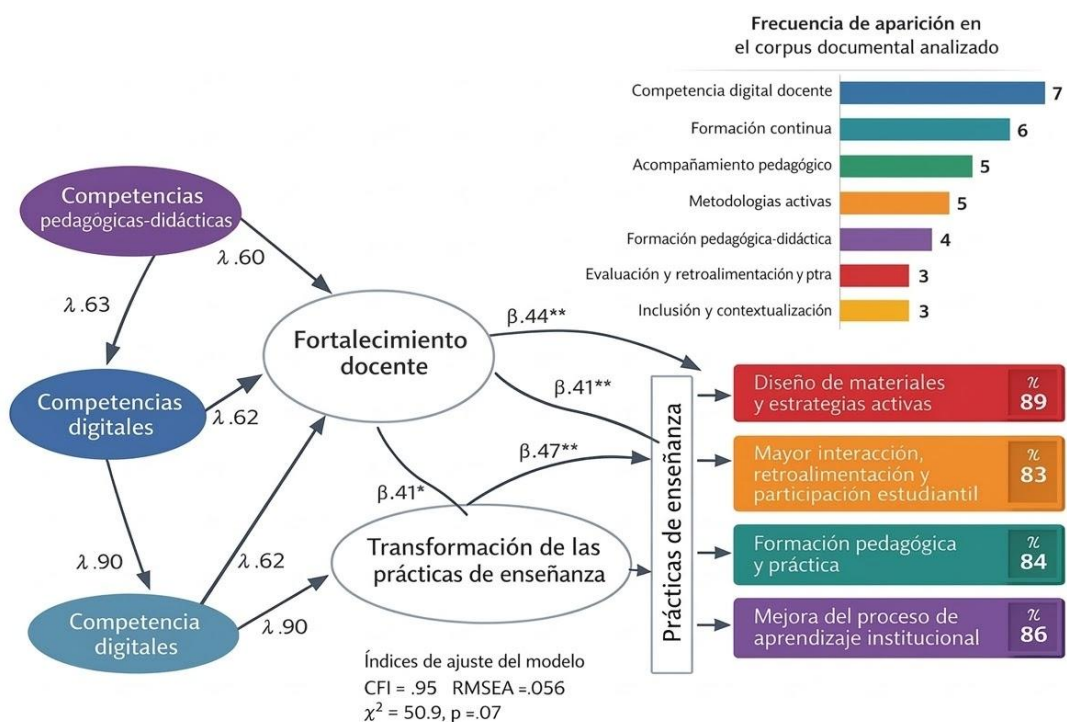 Frecuencia de aparición en
el corpus documental analizado
Competencia digital docente 7
Formación continua 6
Acompañamiento pedagógico 5
Metodologias activas 5
Formación pedagógica-didáctica 4
Evaluación y retroalimentación y ptra 3
Inclusión y contextualización 3
Competencias
pedagógicas-didácticas
λ .60
λ .63
Fortalecimiento
docente
Competencias
digitales
λ .62
λ .90
λ .62
Competencia
digitales
λ .90
β.44**
β.41**
β.47**
β.41*
Transformación de las
prácticas de enseñanza
Prácticas de enseñanza
Diseño de materiales
y estrategias activas
n
89
Mayor interacción,
retroalimentación y
participación estudiantil
n
83
Formación pedagógica
y práctica
n
84
Mejora del proceso de
aprendizaje institucional
n
86
Índices de ajuste del modelo
CFI = .95 RMSEA =.056
χ² = 50.9, p =.07